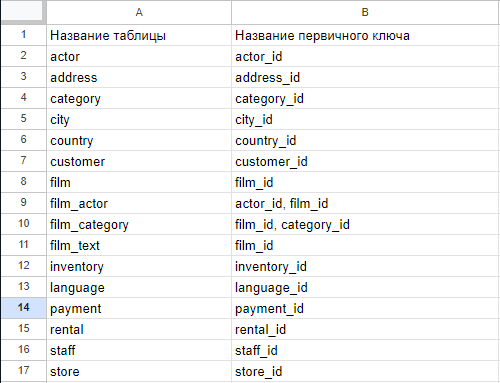 A B
1 Название таблицы Название первичного ключа
2 actor actor_id
3 address address_id
4 category category_id
5 city city_id
6 country country_id
7 customer customer_id
8 film film_id
9 film_actor actor_id, film_id
10 film_category film_id, category_id
11 film_text film_id
12 inventory inventory_id
13 language language_id
14 payment payment_id
15 rental rental_id
16 staff staff_id
17 store store_id